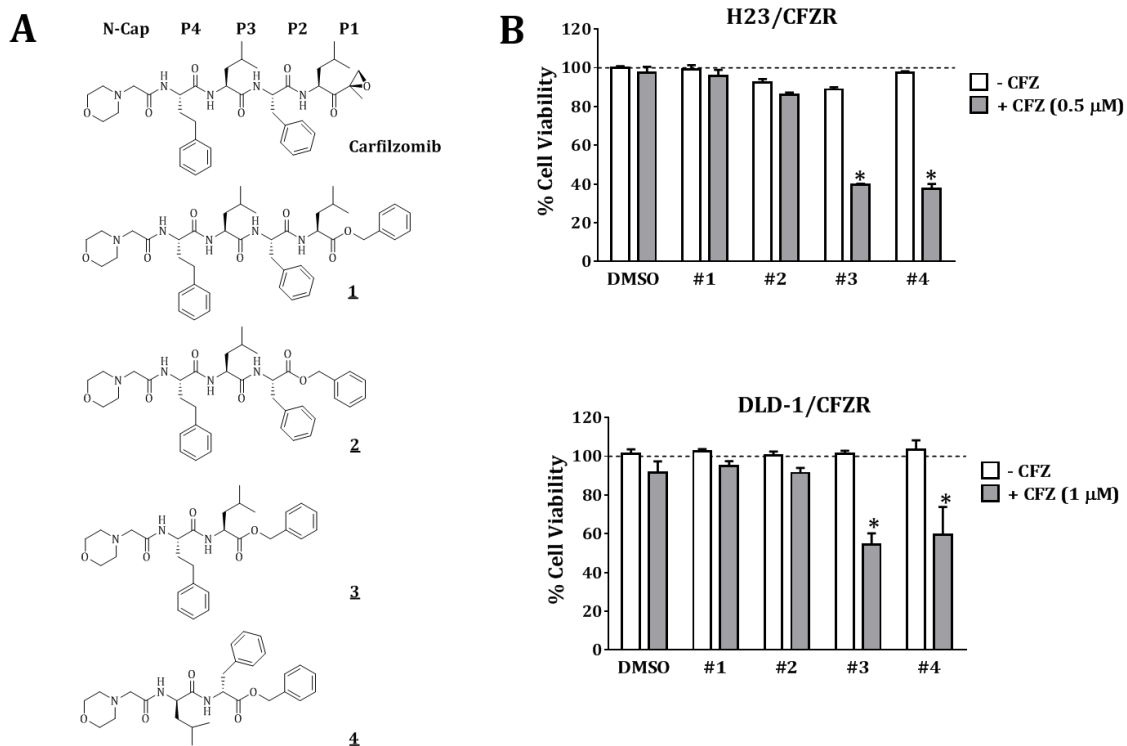 A
N-Cap P4 P3 P2 P1
Carfilzomib
1
2
3
4
B
H23/CFZR
% Cell Viability
120
100
80
60
40
20
0
* *
DMSO #1 #2 #3 #4
- CFZ
+ CFZ (0.5 μM)
DLD-1/CFZR
% Cell Viability
120
100
80
60
40
20
0
* *
DMSO #1 #2 #3 #4
- CFZ
+ CFZ (1 μM)